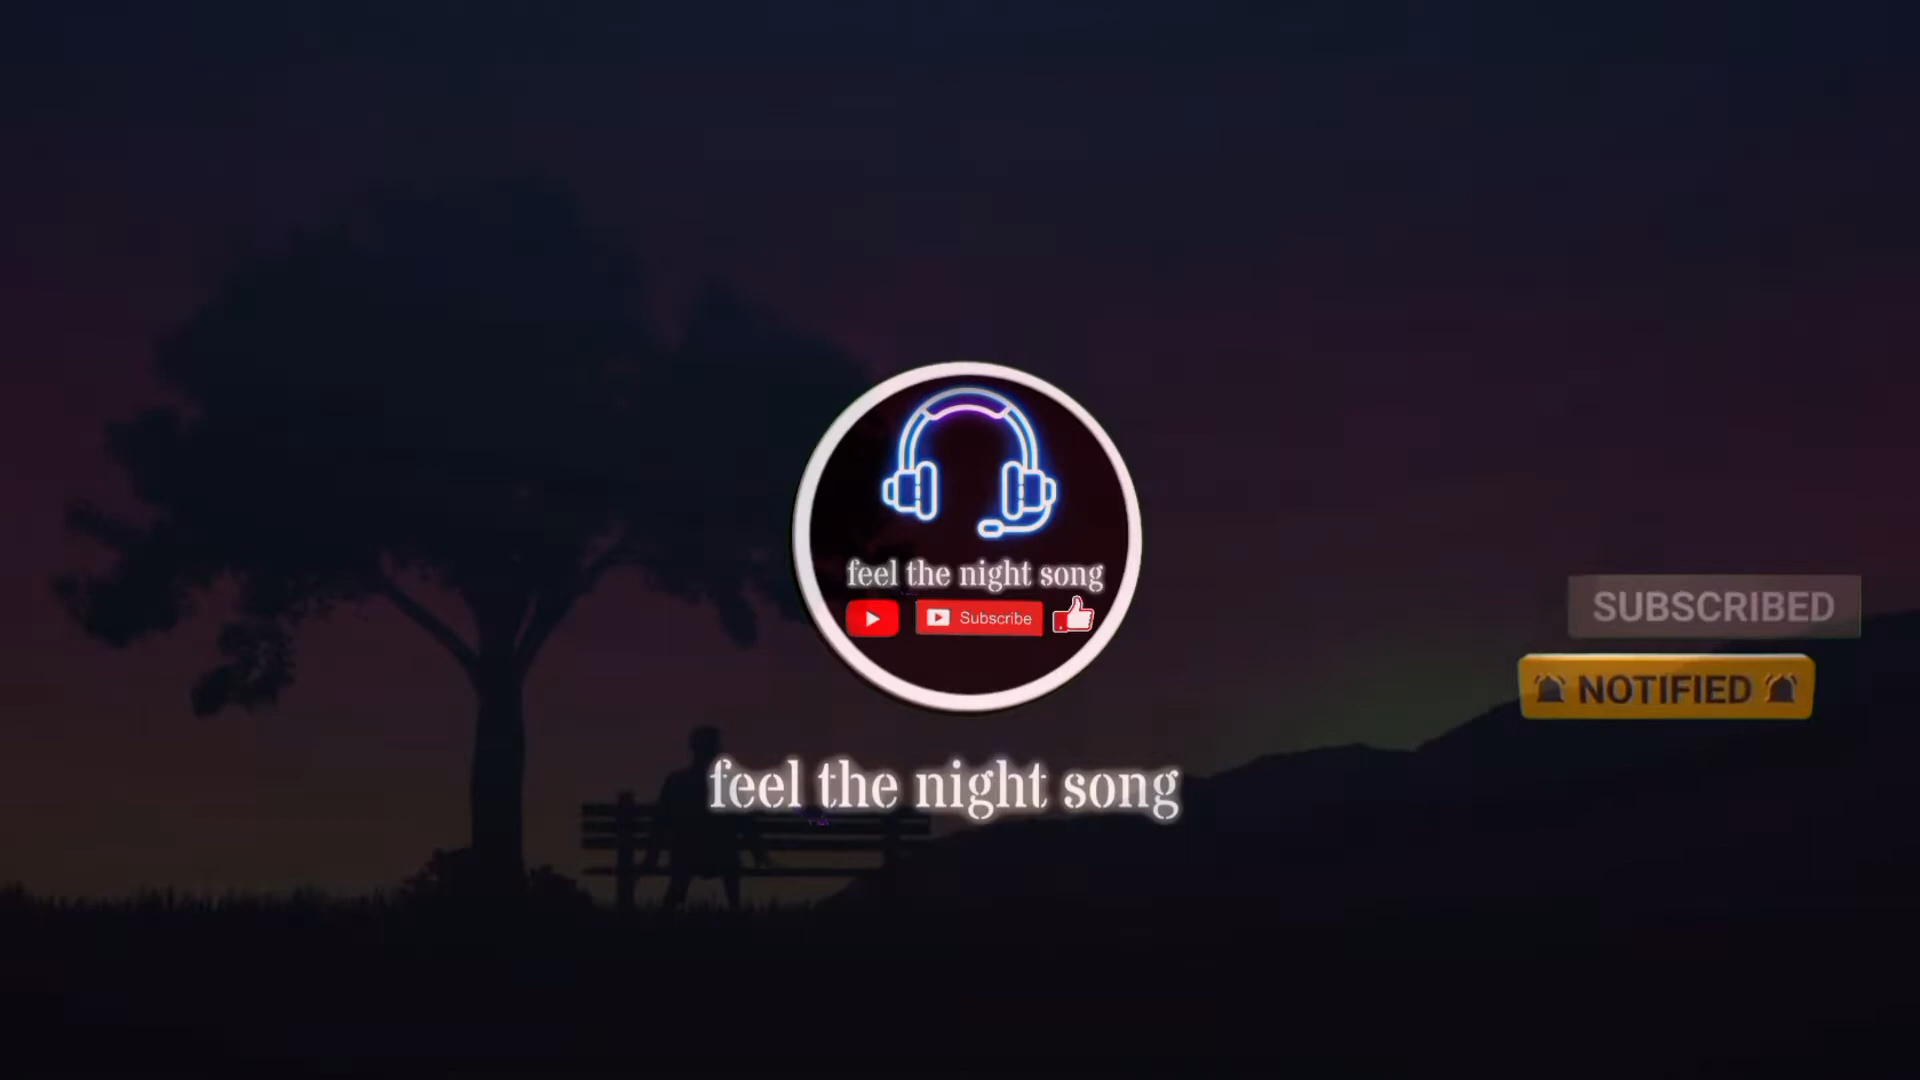 feel the night song
Subscribe
SUBSCRIBED
NOTIFIED
feel the night song